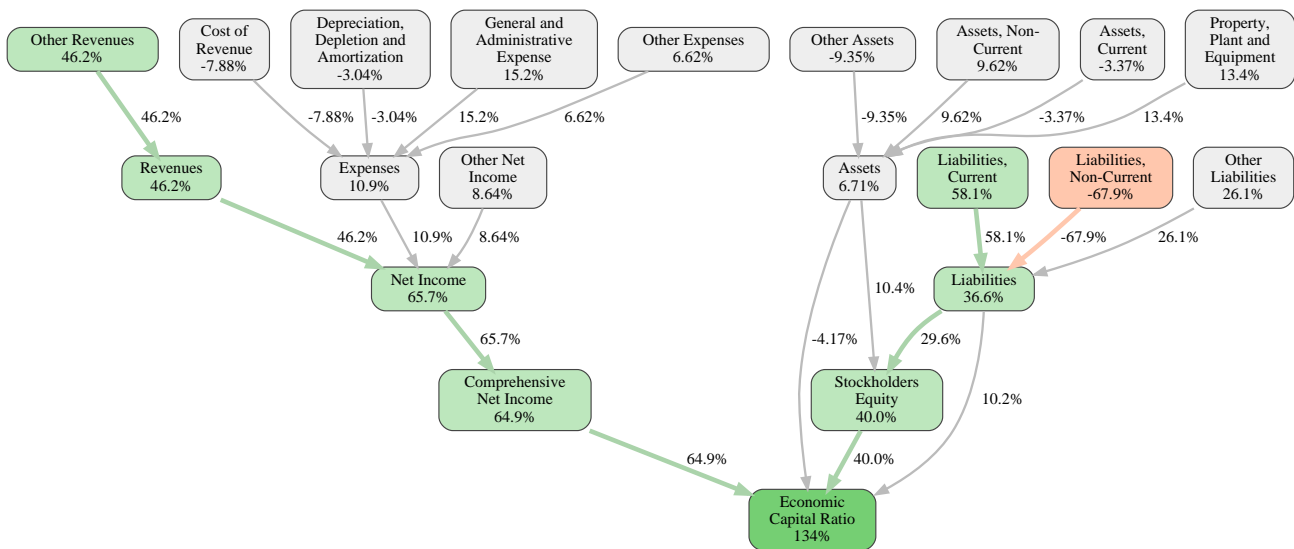 Other Revenues
46.2%
Cost of
Revenue
-7.88%
Depreciation,
Depletion and
Amortization
-3.04%
General and
Administrative
Expense
15.2%
Other Expenses
6.62%
Other Assets
-9.35%
Assets, Non-
Current
9.62%
Assets,
Current
-3.37%
Property,
Plant and
Equipment
13.4%
46.2%
-7.88%
-3.04%
15.2%
6.62%
-9.35%
9.62%
-3.37%
13.4%
Revenues
46.2%
Expenses
10.9%
Other Net
Income
8.64%
Assets
6.71%
Liabilities,
Current
58.1%
Liabilities,
Non-Current
-67.9%
Other
Liabilities
26.1%
46.2%
10.9%
8.64%
58.1%
-67.9%
26.1%
Net Income
65.7%
10.4%
Liabilities
36.6%
65.7%
-4.17%
29.6%
Comprehensive
Net Income
64.9%
Stockholders
Equity
40.0%
10.2%
64.9%
40.0%
Economic
Capital Ratio
134%